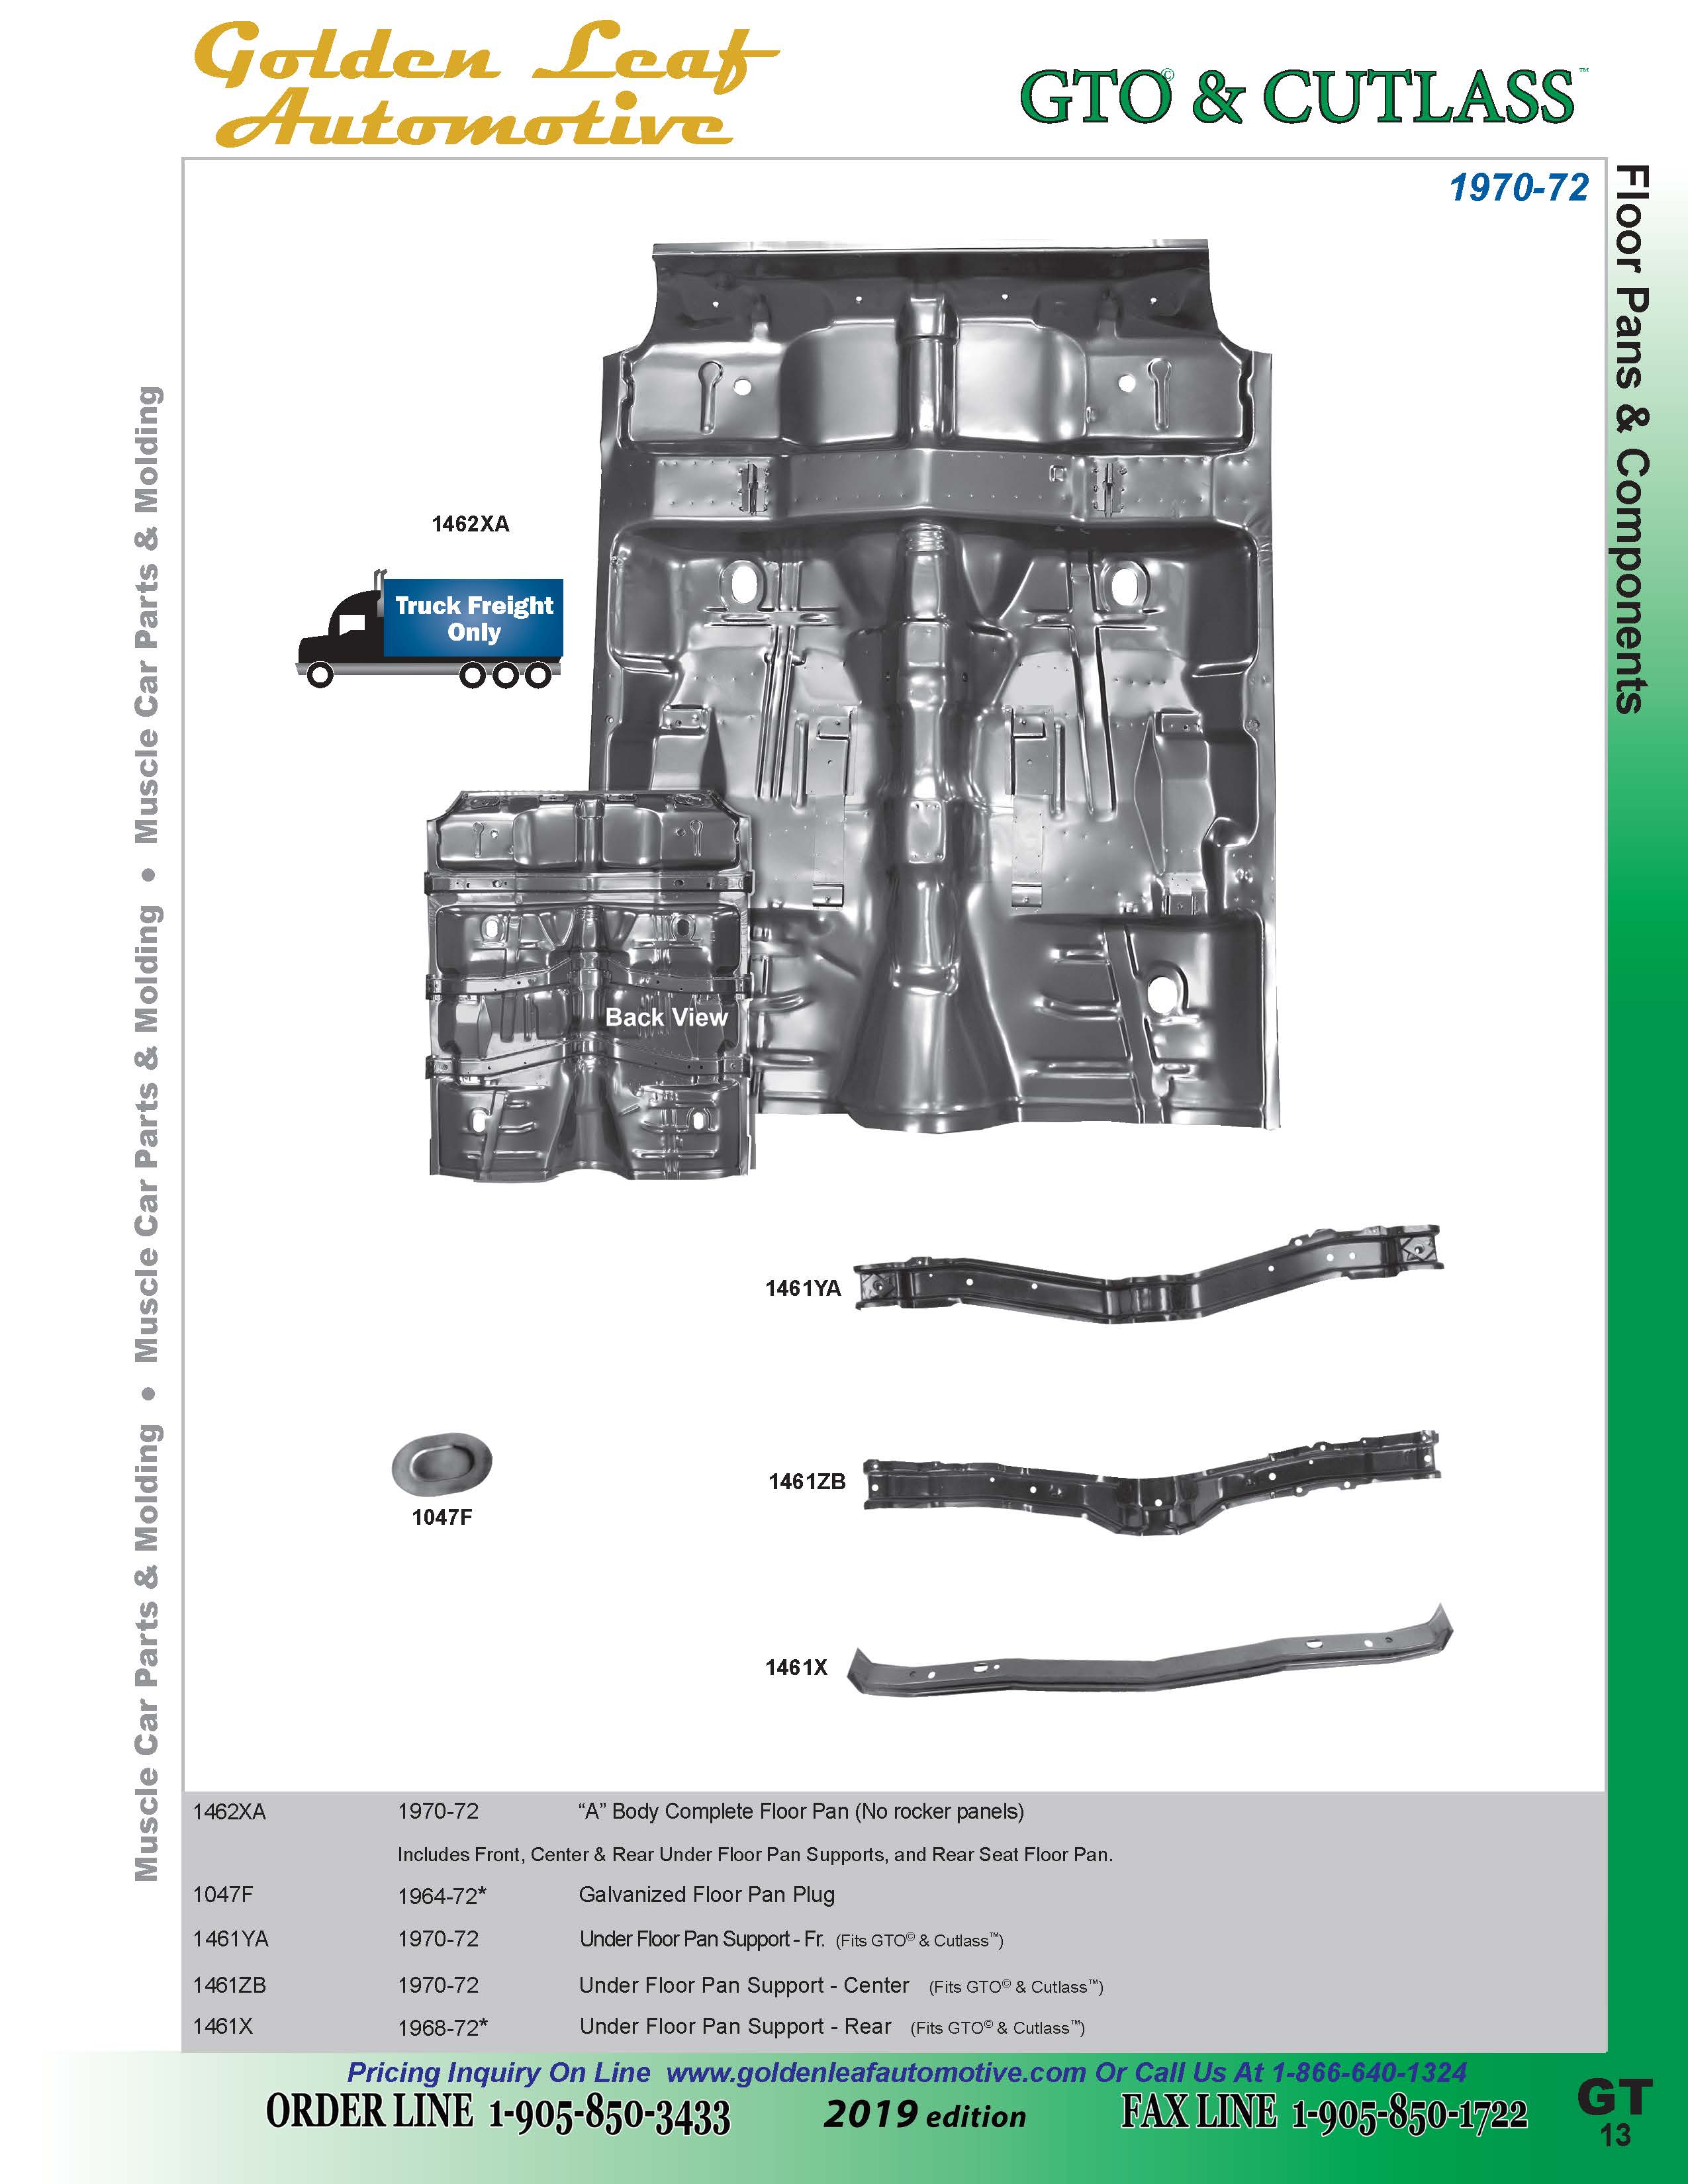 Golden Leaf
Automotive
GTO© & CUTLASS™
1970-72
Floor Pans & Components
Muscle Car Parts & Molding • Muscle Car Parts & Molding • Muscle Car Parts & Molding
1462XA
Truck Freight
Only
Back View
1461YA
1461ZB
1047F
1461X
1462XA 1970-72 “A” Body Complete Floor Pan (No rocker panels)
Includes Front, Center & Rear Under Floor Pan Supports, and Rear Seat Floor Pan.
1047F 1964-72* Galvanized Floor Pan Plug
1461YA 1970-72 Under Floor Pan Support - Fr. (Fits GTO© & Cutlass™)
1461ZB 1970-72 Under Floor Pan Support - Center (Fits GTO© & Cutlass™)
1461X 1968-72* Under Floor Pan Support - Rear (Fits GTO© & Cutlass™)
Pricing Inquiry On Line www.goldenleafautomotive.com Or Call Us At 1-866-640-1324
ORDER LINE 1-905-850-3433 2019 edition FAX LINE 1-905-850-1722
GT
13